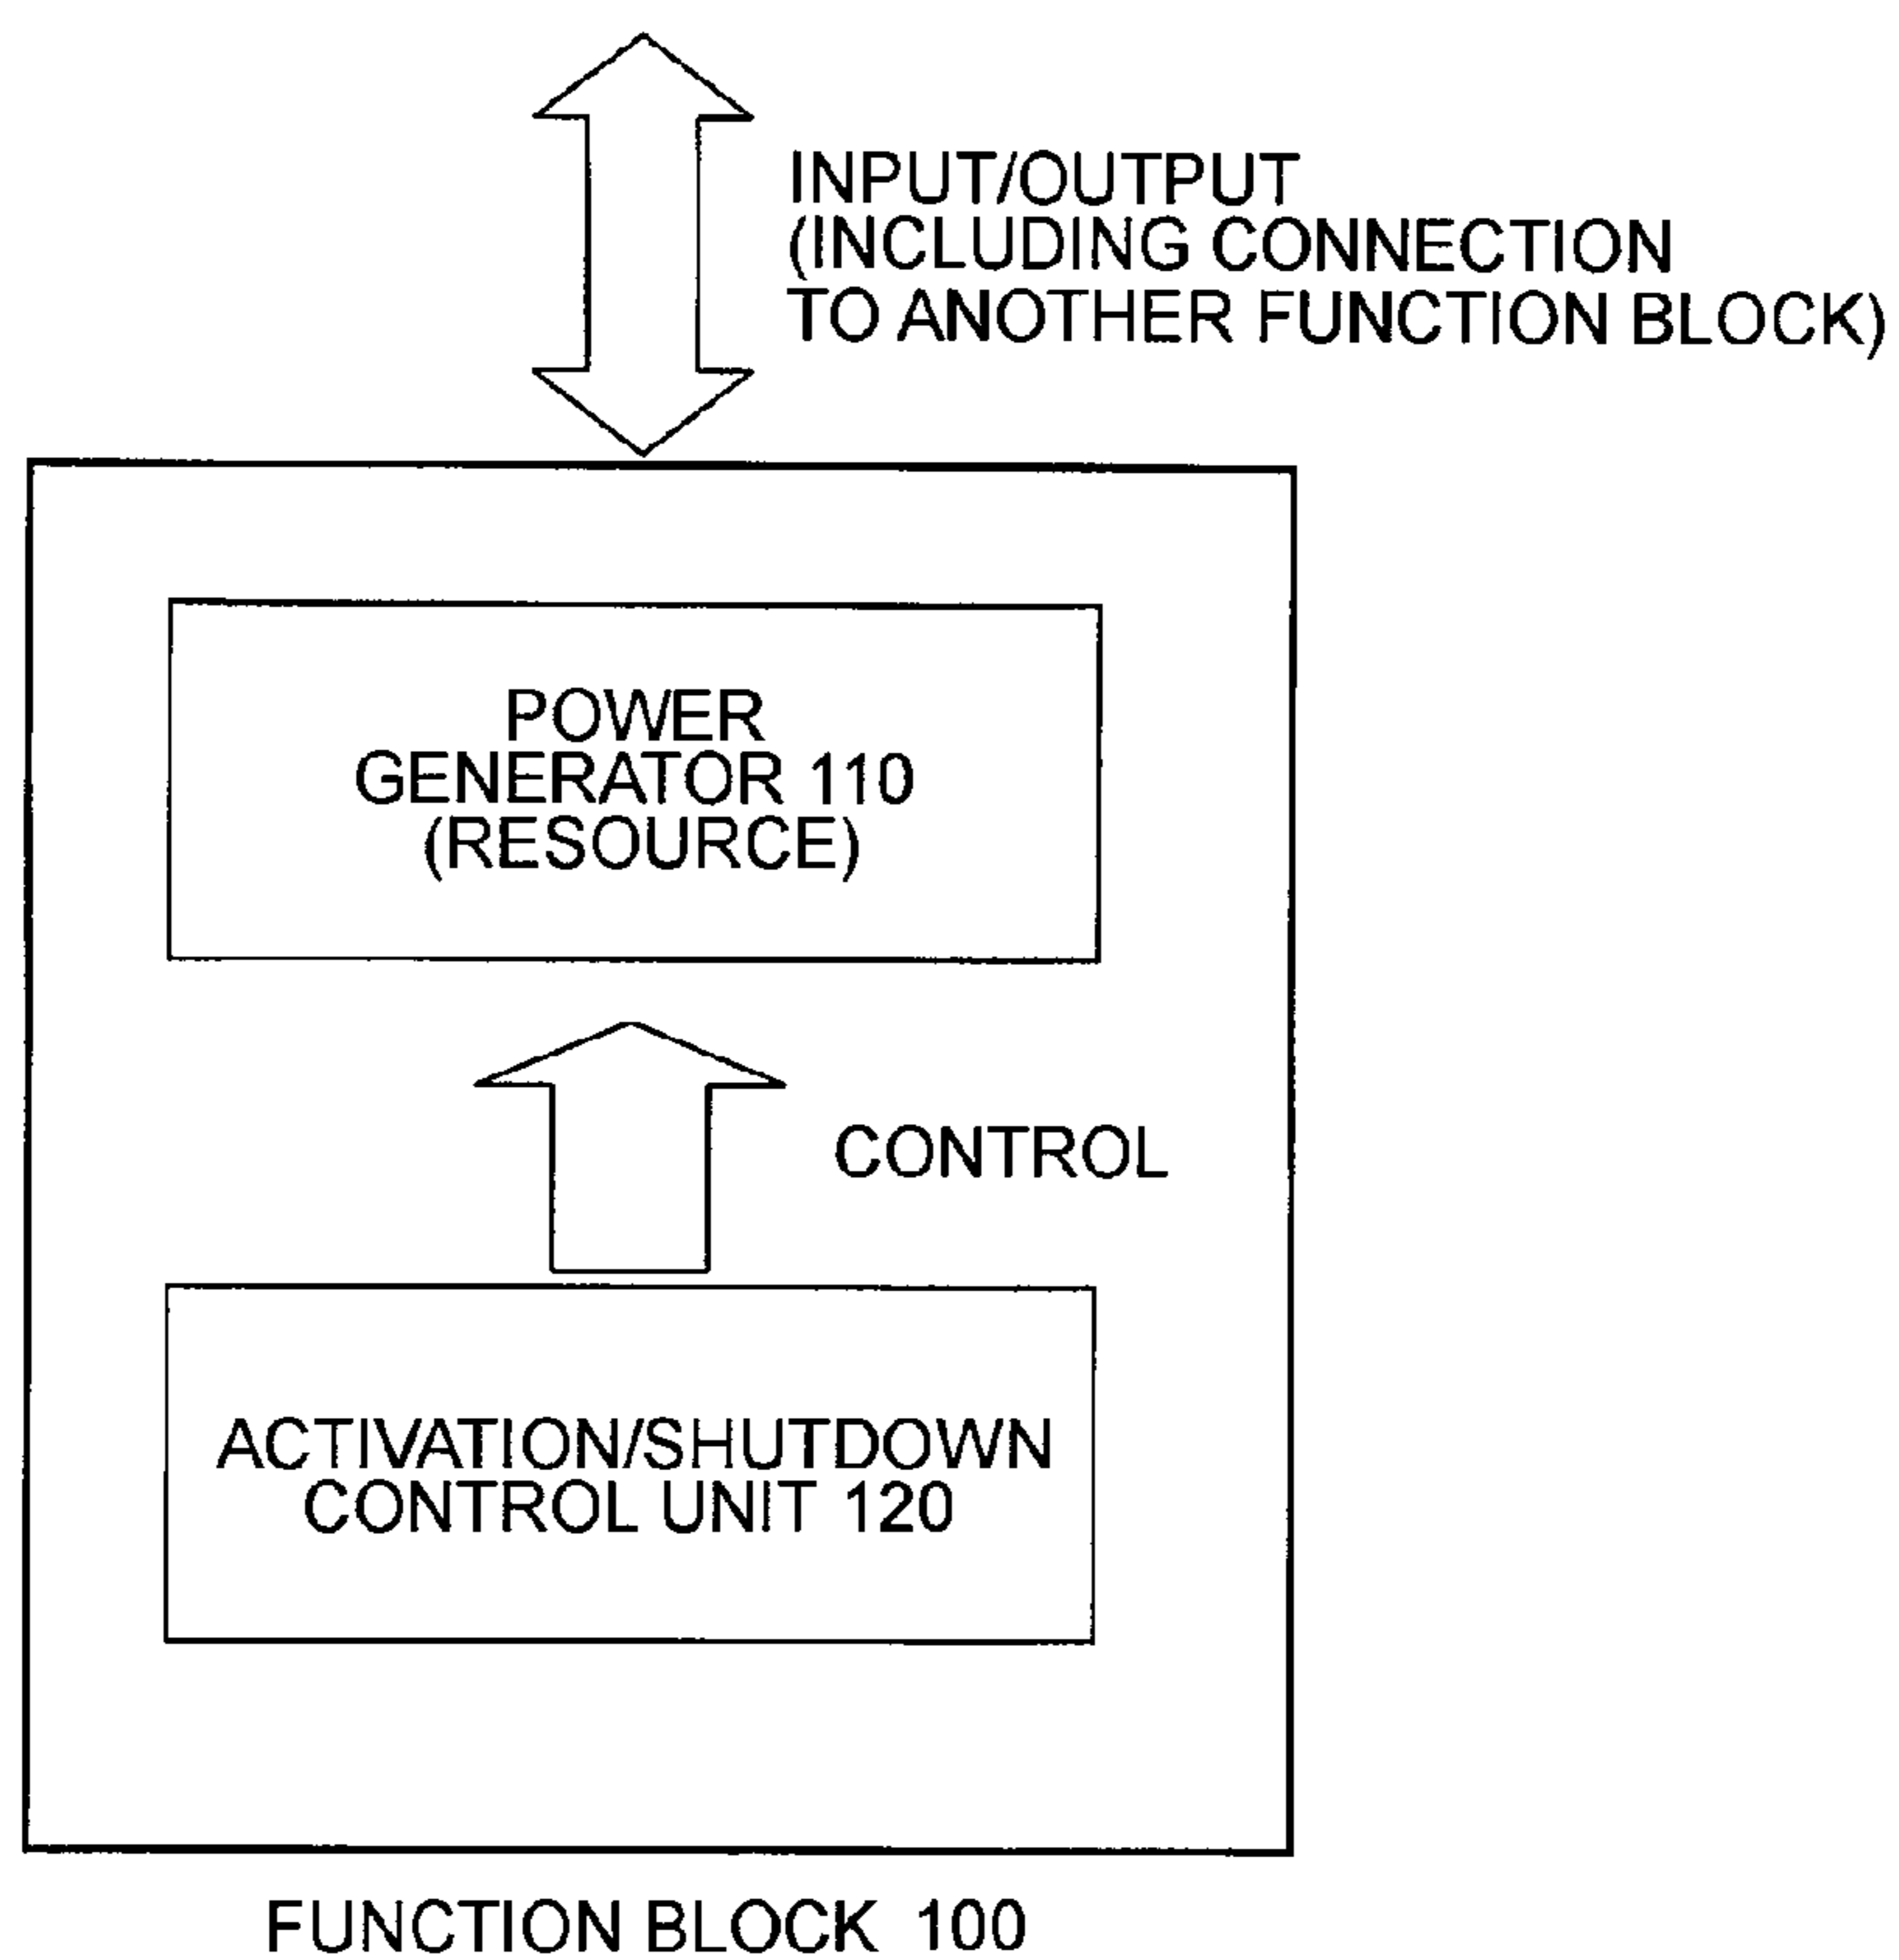 INPUT/OUTPUT
(INCLUDING CONNECTION
TO ANOTHER FUNCTION BLOCK)
POWER
GENERATOR 110
(RESOURCE)
CONTROL
ACTIVATION/SHUTDOWN
CONTROL UNIT 120
FUNCTION BLOCK 100